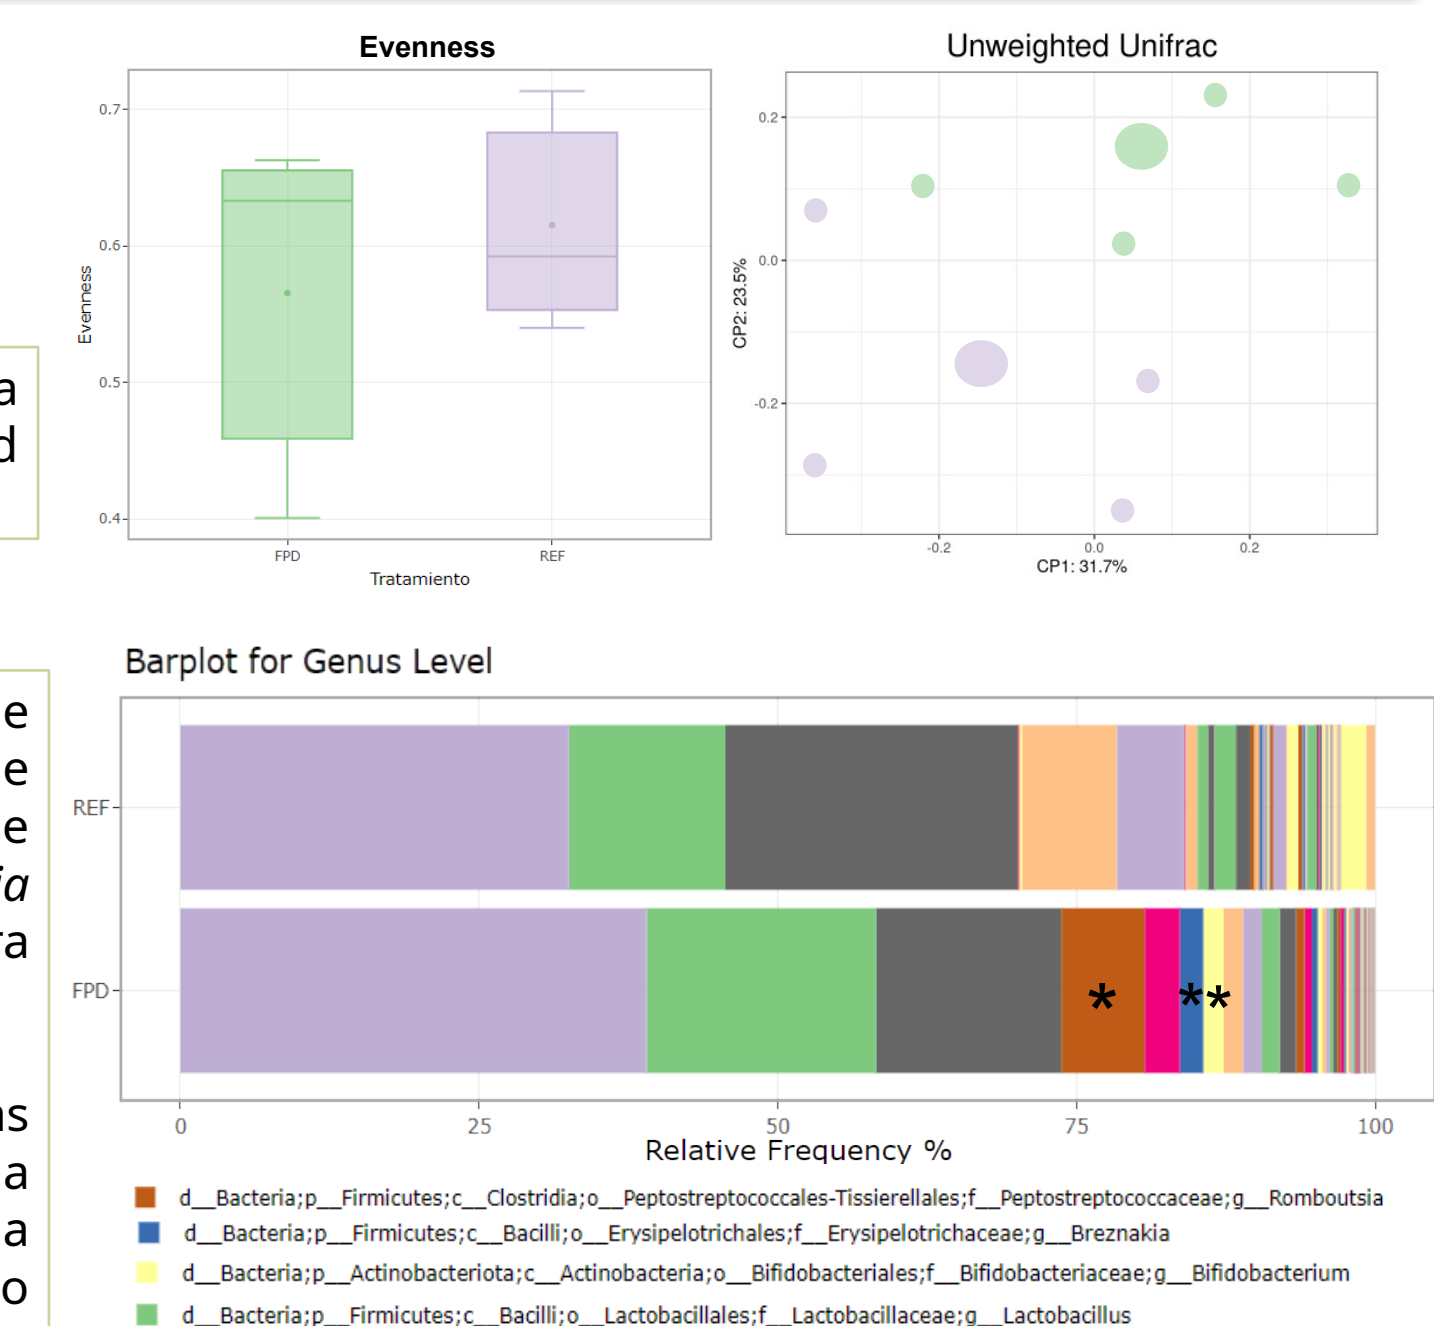 Evenness
0.7
0.6
0.5
0.4
Evenness
FPD
REF
Tratamiento
Unweighted Unifrac
0.2
0.0
-0.2
CP2: 23.5%
-0.2
0.0
0.2
CP1: 31.7%
a
d
e
e
e
ia
ra
as
a
a
o
Barplot for Genus Level
REF
FPD
*
**
0
25
50
75
100
Relative Frequency %
d__Bacteria;p__Firmicutes;c__Clostridia;o__Peptostreptococcales-Tissierellales;f__Peptostreptococcaceae;g__Romboutsia
d__Bacteria;p__Firmicutes;c__Bacilli;o__Erysipelotrichales;f__Erysipelotrichaceae;g__Breznakia
d__Bacteria;p__Actinobacteriota;c__Actinobacteria;o__Bifidobacteriales;f__Bifidobacteriaceae;g__Bifidobacterium
d__Bacteria;p__Firmicutes;c__Bacilli;o__Lactobacillales;f__Lactobacillaceae;g__Lactobacillus